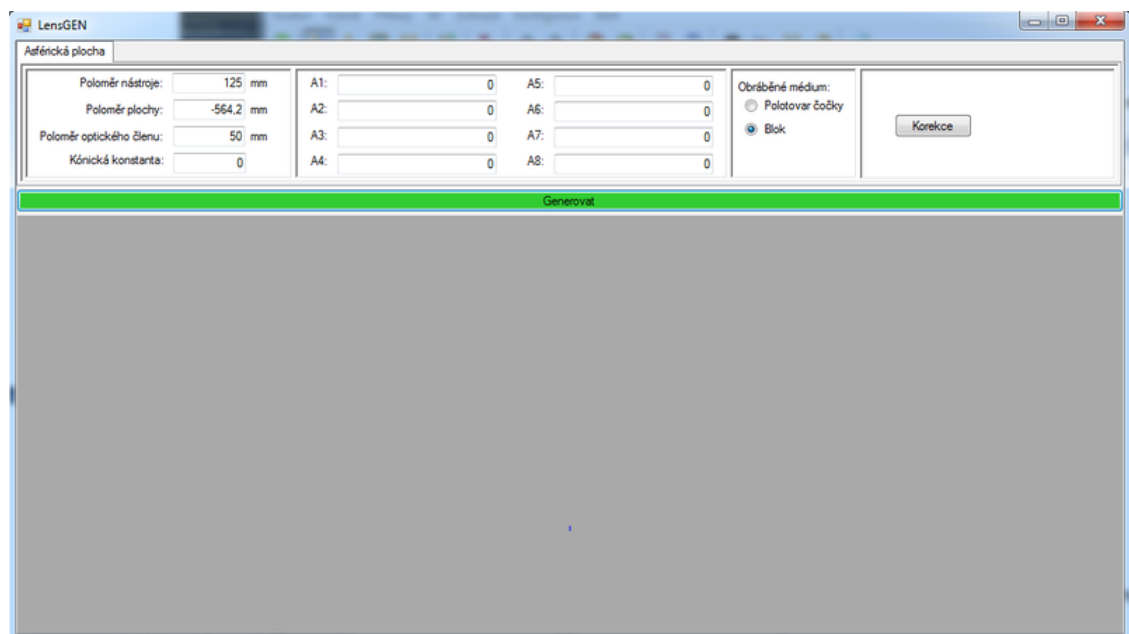 LensGEN
Asférická plocha
Poloměr nástroje: 125 mm A1: 0 A5: 0 Obráběné médium:
Poloměr plochy: -564,2 mm A2: 0 A6: 0 Polotovar čočky
Poloměr optického členu: 50 mm A3: 0 A7: 0 Blok Korekce
Kónická konstanta: 0 A4: 0 A8: 0
Generovat